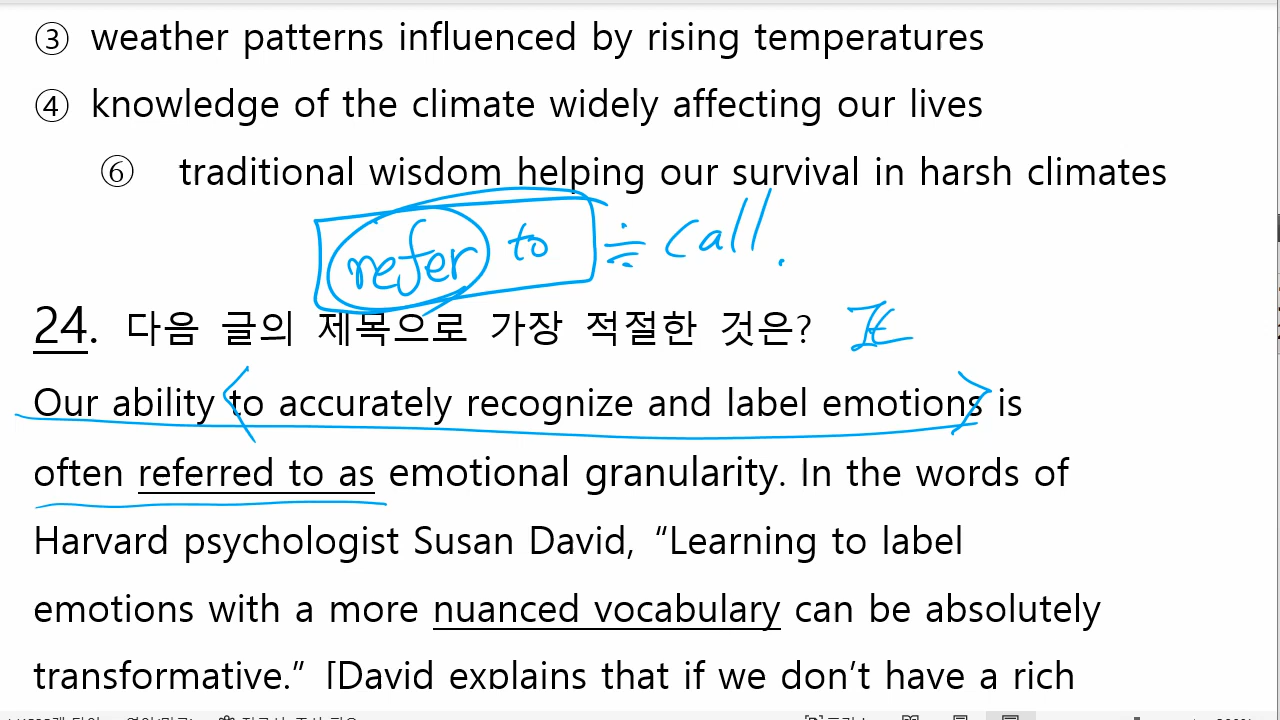 ③ weather patterns influenced by rising temperatures
④ knowledge of the climate widely affecting our lives
⑥ traditional wisdom helping our survival in harsh climates
refer to ≒ call.
24. 다음 글의 제목으로 가장 적절한 것은?
Our ability to accurately recognize and label emotions is
often referred to as emotional granularity. In the words of
Harvard psychologist Susan David, “Learning to label
emotions with a more nuanced vocabulary can be absolutely
transformative.” [David explains that if we don’t have a rich